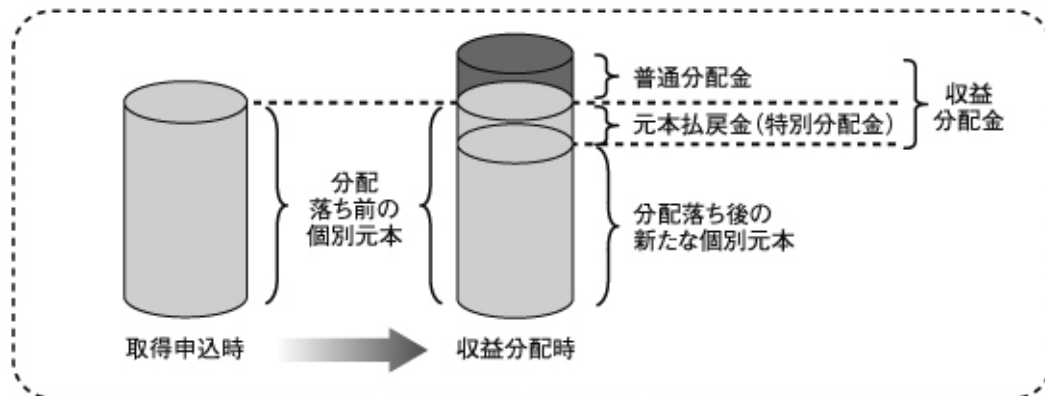 普通分配金
元本払戻金(特別分配金)
収益
分配金
分配
落ち前の
個別元本
分配落ち後の
新たな個別元本
取得申込時
収益分配時